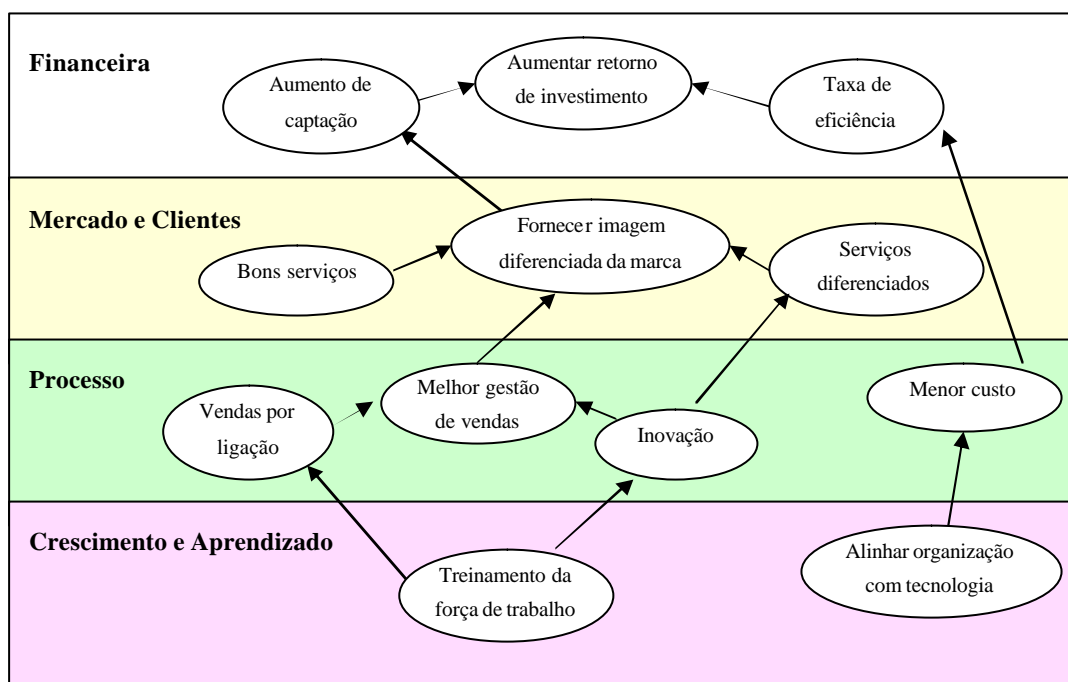 Financeira
Aumento de
captação
Aumentar retorno
de investimento
Taxa de
eficiência
Mercado e Clientes
Bons serviços
Fornecer imagem
diferenciada da marca
Serviços
diferenciados
Processo
Vendas por
ligação
Melhor gestão
de vendas
Inovação
Menor custo
Crescimento e Aprendizado
Treinamento da
força de trabalho
Alinhar organização
com tecnologia